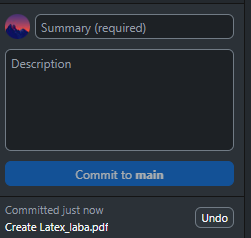 Summary (required)
Description
Commit to main
Committed just now
Undo
Create Latex_laba.pdf